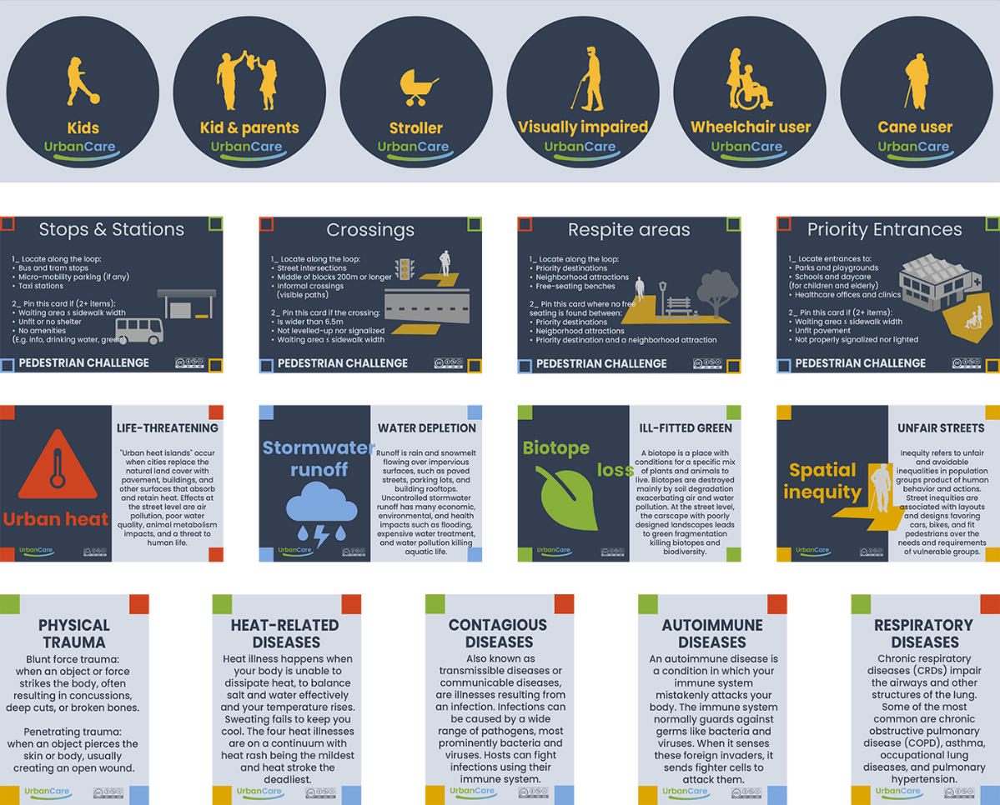 Kids
UrbanCare
Kid & parents
UrbanCare
Stroller
UrbanCare
Visually impaired
UrbanCare
Wheelchair user
UrbanCare
Cane user
UrbanCare
Stops & Stations
1_ Locate along the loop:
• Bus and tram stops
• Micro-mobility parking (if any)
• Taxi stations
2_ Pin this card if (2+ items):
• Waiting area ≤ sidewalk width
• Unfit or no shelter
• No amenities
(E.g. info, drinking water, green)
PEDESTRIAN CHALLENGE
Crossings
1_ Locate along the loop:
• Street intersections
• Middle of blocks 200m or longer
• Informal crossings
(visible paths)
2_ Pin this card if the crossing:
• Is wider than 6.5m
• Not levelled-up nor signalized
• Waiting area ≤ sidewalk width
PEDESTRIAN CHALLENGE
Respite areas
1_ Locate along the loop:
• Priority destinations
• Neighborhood attractions
• Free-seating benches
2_ Pin this card where no free
seating is found between:
• Priority destinations
• Neigborhood attractions
• Priority destination and a neighborhood attraction
PEDESTRIAN CHALLENGE
Priority Entrances
1_ Locate entrances to:
• Parks and playgrounds
• Schools and daycare
(for children and elderly)
• Healthcare offices and clinics
2_ Pin this card if (2+ items):
• Waiting area ≤ sidewalk width
• Unfit pavement
• Not properly signalized nor lighted
PEDESTRIAN CHALLENGE
Urban heat
UrbanCare
LIFE-THREATENING
"Urban heat islands" occur
when cities replace the
natural land cover with
pavement, buildings, and
other surfaces that absorb
and retain heat. Effects at
the street level are air
pollution, poor water
quality, animal metabolism
impacts, and a threat to
human life.
Stormwater
runoff
UrbanCare
WATER DEPLETION
Runoff is rain and snowmelt
flowing over impervious
surfaces, such as paved
streets, parking lots, and
building rooftops.
Uncontrolled stormwater
runoff has many economic,
environmental, and health
impacts such as flooding,
expensive water treatment,
and water pollution killing
aquatic life.
Biotope
loss
UrbanCare
ILL-FITTED GREEN
A biotope is a place with
conditions for a specific mix
of plants and animals to
live. Biotopes are destroyed
mainly by soil degradation
exacerbating air and water
pollution. At the street level,
the carscape with poorly
designed landscapes leads
to green fragmentation
killing biotopes and
biodiversity.
Spatial
inequity
UrbanCare
UNFAIR STREETS
Inequity refers to unfair
and avoidable
inequalities in population
groups product of human
behavior and actions.
Street inequities are
associated with layouts
and designs favoring
cars, bikes, and fit
pedestrians over the
needs and requirements
of vulnerable groups.
PHYSICAL
TRAUMA
Blunt force trauma:
when an object or force
strikes the body, often
resulting in concussions,
deep cuts, or broken bones.
Penetrating trauma:
when an object pierces the
skin or body, usually
creating an open wound.
UrbanCare
HEAT-RELATED
DISEASES
Heat illness happens when
your body is unable to
dissipate heat, to balance
salt and water effectively
and your temperature rises.
Sweating fails to keep you
cool. The four heat illnesses
are on a continuum with
heat rash being the mildest
and heat stroke the
deadliest.
UrbanCare
CONTAGIOUS
DISEASES
Also known as
transmissible diseases or
communicable diseases,
are illnesses resulting from
an infection. Infections can
be caused by a wide
range of pathogens, most
prominently bacteria and
viruses. Hosts can fight
infections using their
immune system.
UrbanCare
AUTOIMMUNE
DISEASES
An autoimmune disease is
a condition in which your
immune system
mistakenly attacks your
body. The immune system
normally guards against
germs like bacteria and
viruses. When it senses
these foreign invaders, it
sends fighter cells to
attack them.
UrbanCare
RESPIRATORY
DISEASES
Chronic respiratory
diseases (CRDs) impair
the airways and other
structures of the lung.
Some of the most
common are chronic
obstructive pulmonary
disease (COPD), asthma,
occupational lung
diseases, and pulmonary
hypertension.
UrbanCare